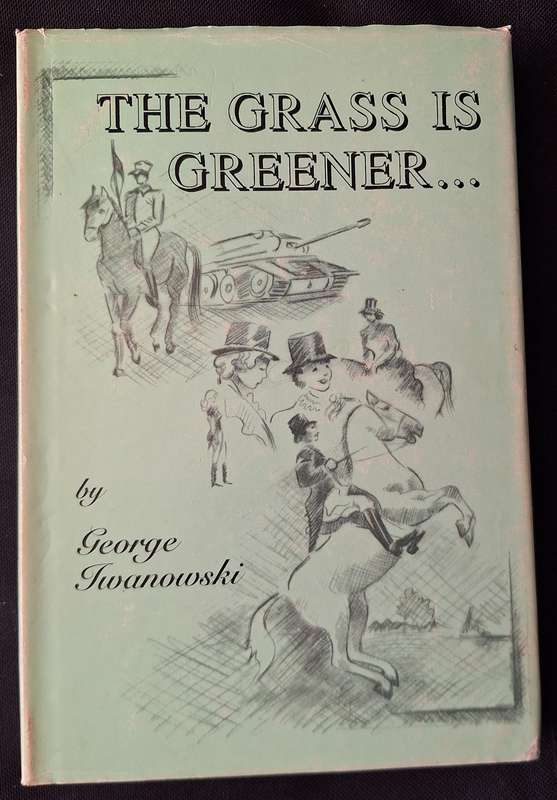 THE GRASS IS
GREENER...
by
George
Iwanowski